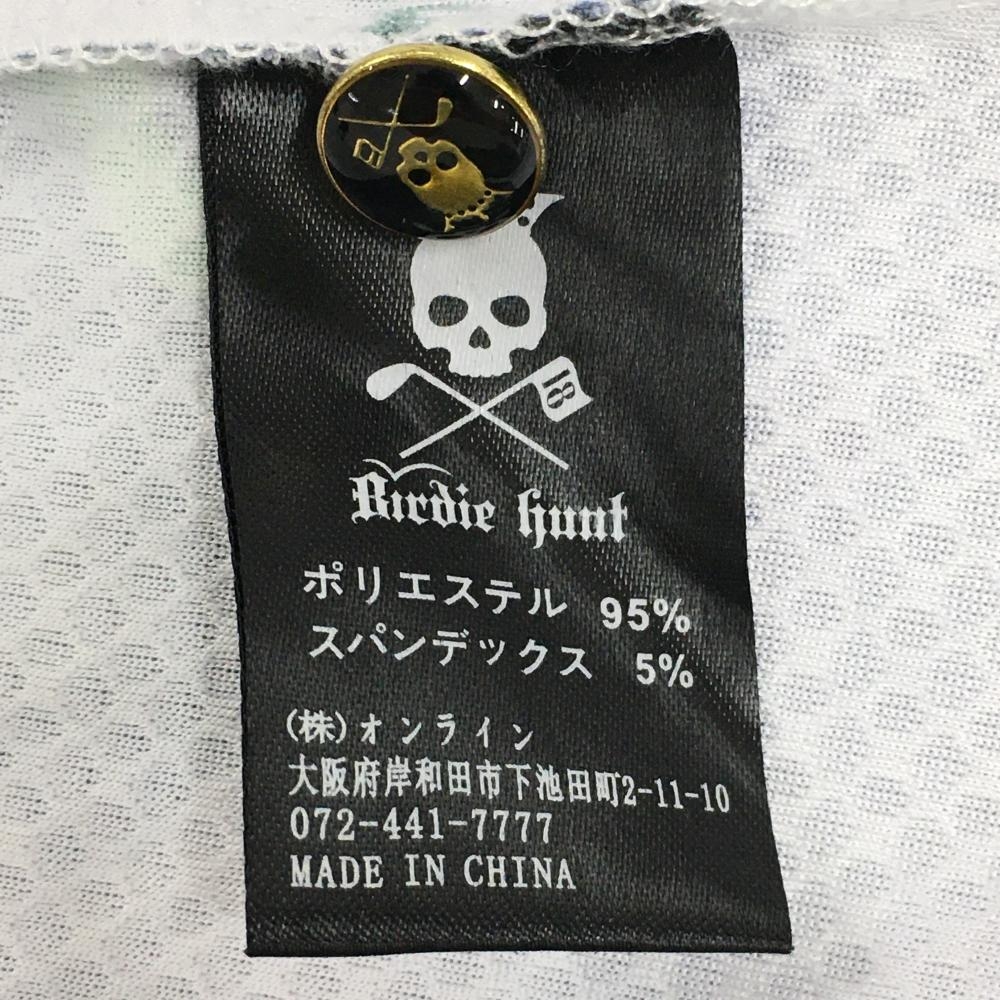 18
Birdie hunt
ポリエステル 95%
スパンデックス 5%
(株)オンライン
大阪府岸和田市下池田町2-11-10
072-441-7777
MADE IN CHINA